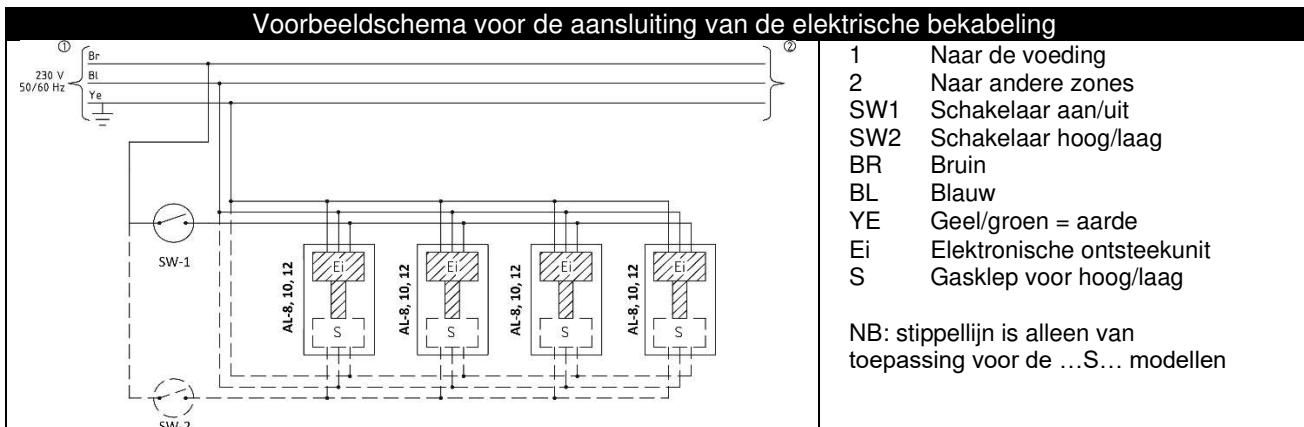 Voorbeeldschema voor de aansluiting van de elektrische bekabeling
① Br ②
230 V Bl
50/60 Hz Ye
SW-1
AL-8, 10, 12 Ei S
AL-8, 10, 12 Ei S
AL-8, 10, 12 Ei S
AL-8, 10, 12 Ei S
SW-2
1 Naar de voeding
2 Naar andere zones
SW1 Schakelaar aan/uit
SW2 Schakelaar hoog/laag
BR Bruin
BL Blauw
YE Geel/groen = aarde
Ei Elektronische ontsteekunit
S Gasklep voor hoog/laag
NB: stippellijn is alleen van
toepassing voor de …S… modellen